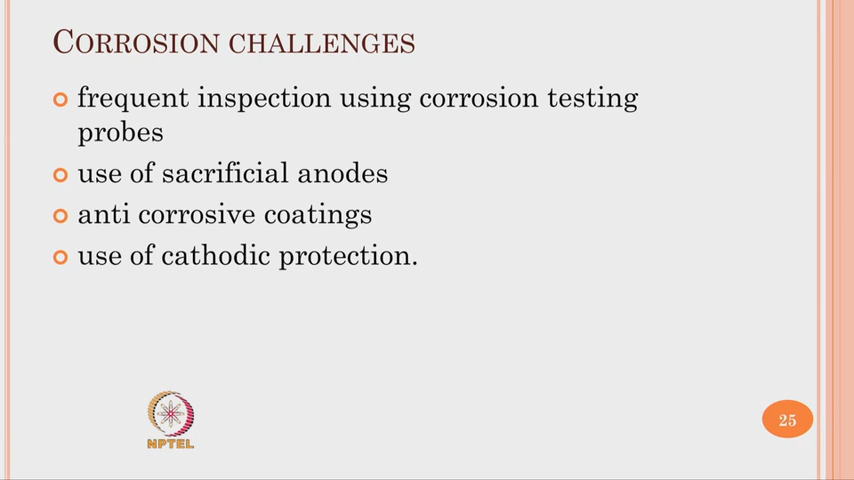 CORROSION CHALLENGES
frequent inspection using corrosion testing
probes
use of sacrificial anodes
anti corrosive coatings
use of cathodic protection.
NPTEL
25